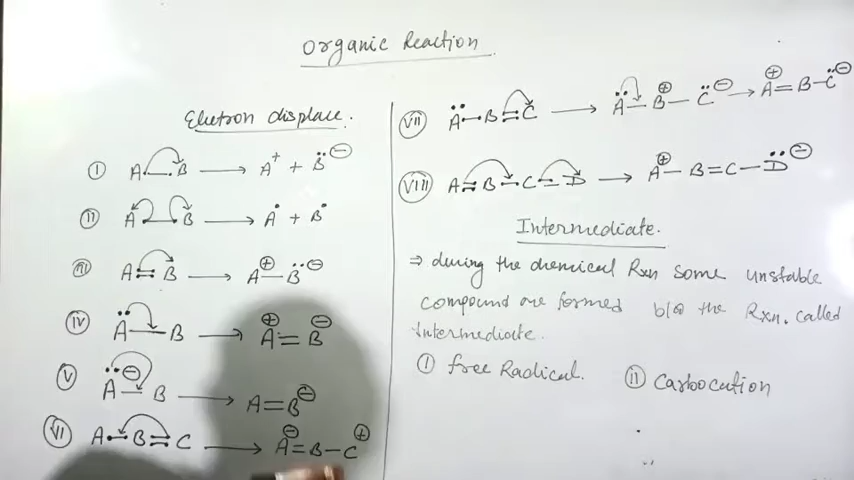 Organic Reaction
Electron displace.
I A — B → A⁺ + B̈⊖
II A — B → A• + B•
III A = B → A⊕ — B̈⊖
IV Ä — B → A⊕ = B⊖
V Ä⊖ — B → A = B⊖
VI A — B = C → A⊖ = B — C⊕
VII Ä — B = C → Ä — B⊕ — C̈⊖ → A⊕ = B — C̈⊖
VIII A = B — C = D → A⊕ — B = C — D̈⊖
Intermediate.
⇒ during the chemical Rxn some unstable
compound are formed b/w the Rxn. called
Intermediate.
I free Radical. II Carbocation